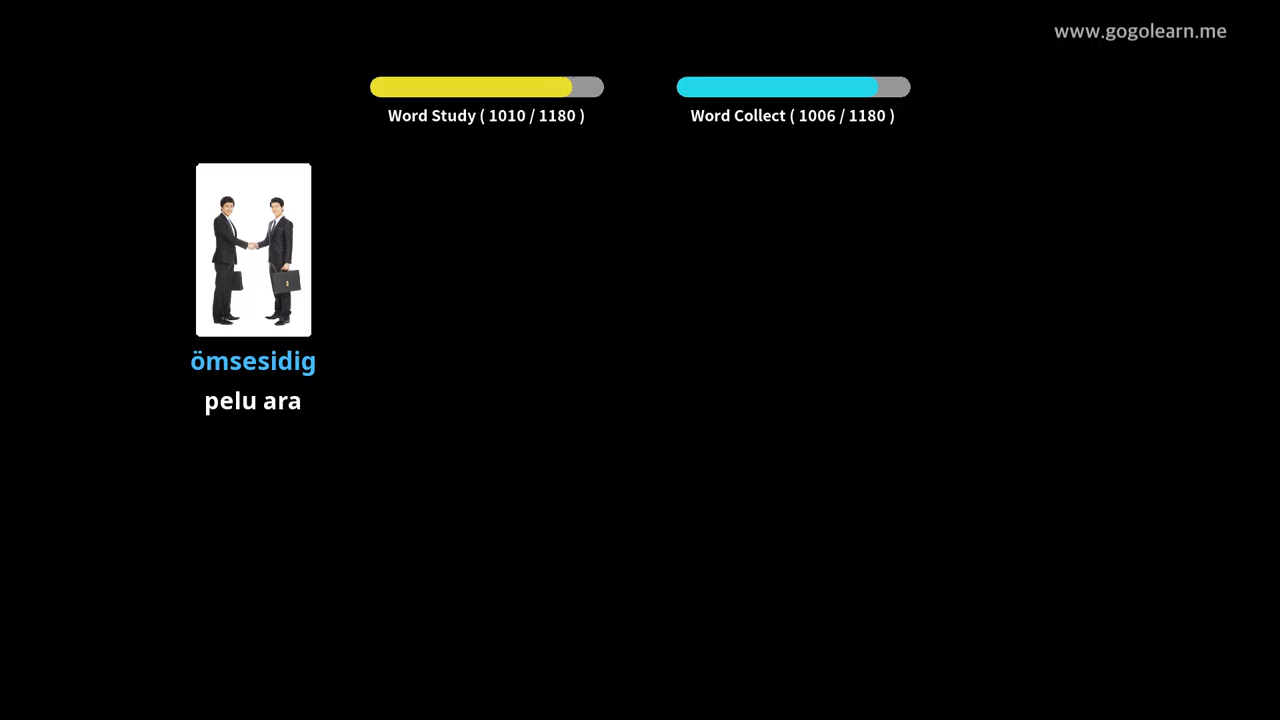 www.gogolearn.me
Word Study ( 1010 / 1180 )
Word Collect ( 1006 / 1180 )
ömsesidig
pelu ara